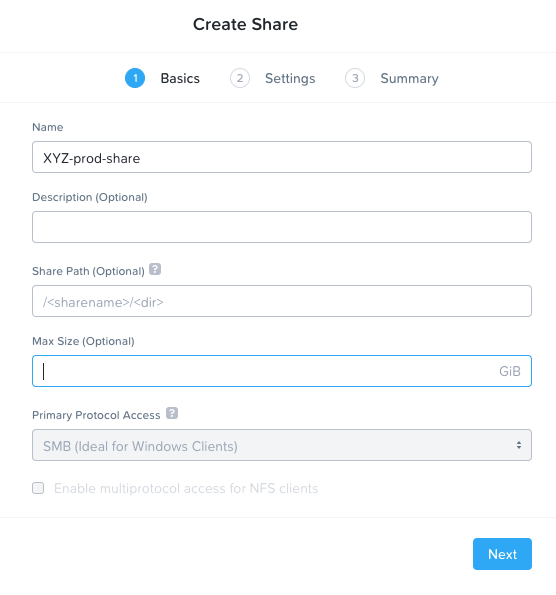 Create Share
1 Basics 2 Settings 3 Summary
Name
XYZ-prod-share
Description (Optional)
Share Path (Optional) ?
/<sharename>/<dir>
Max Size (Optional)
GiB
Primary Protocol Access ?
SMB (Ideal for Windows Clients)
Enable multiprotocol access for NFS clients
Next